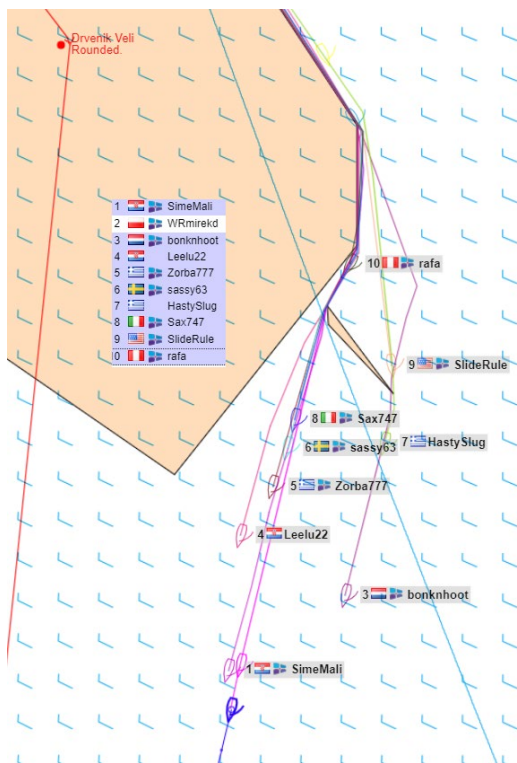 Drvenik Veli
Rounded.
1 SimeMali
2 WRmirekd
3 bonknhoot
4 Leelu22
5 Zorba777
6 sassy63
7 HastySlug
8 Sax747
9 SlideRule
10 rafa
10 rafa
9 SlideRule
8 Sax747
7 HastySlug
6 sassy63
5 Zorba777
4 Leelu22
3 bonknhoot
1 SimeMali